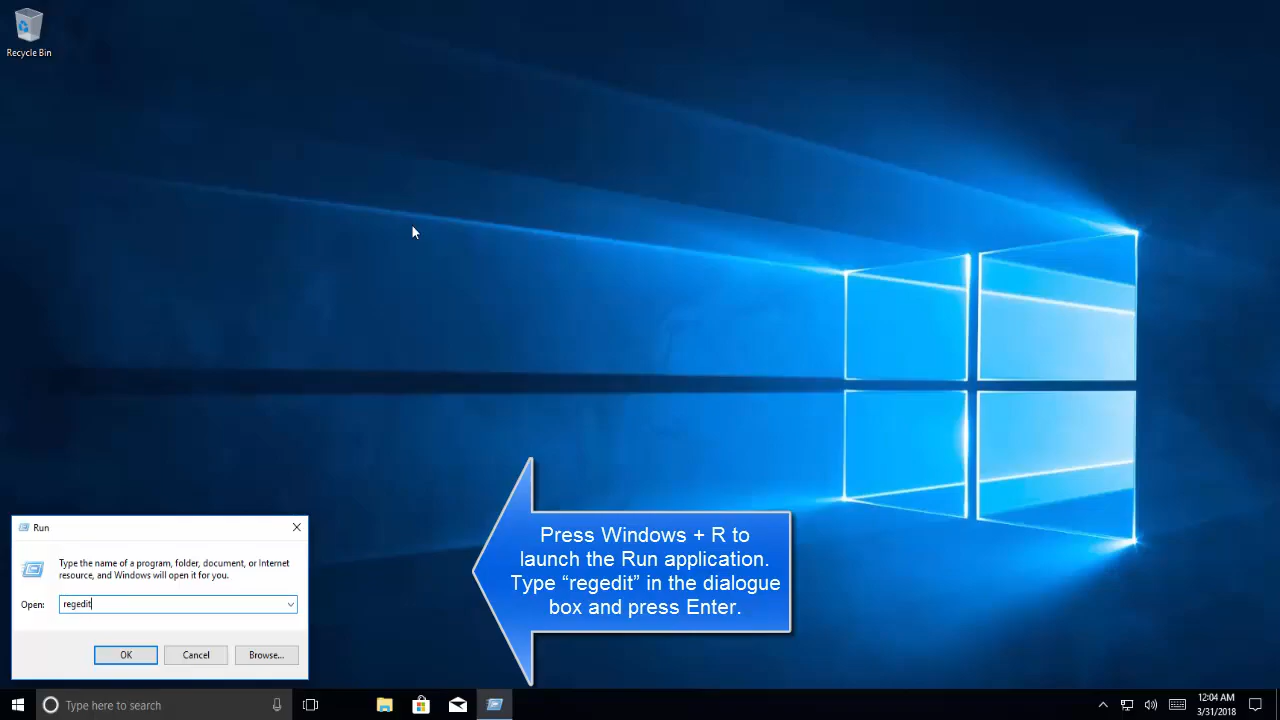 Recycle Bin
Press Windows + R to
launch the Run application.
Type “regedit” in the dialogue
box and press Enter.
Run
Type the name of a program, folder, document, or Internet
resource, and Windows will open it for you.
Open: regedit
OK Cancel Browse...
Type here to search
12:04 AM
3/31/2018